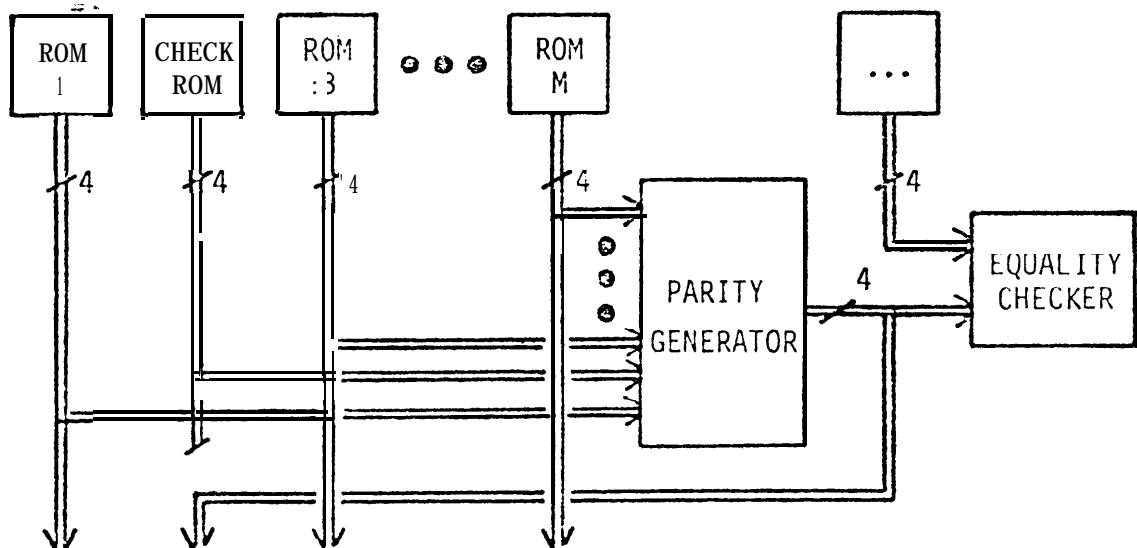 ROM
1
CHECK
ROM
ROM
:3
ROM
M
...
4
4
4
4
4
4
PARITY
GENERATOR
EQUALITY
CHECKER